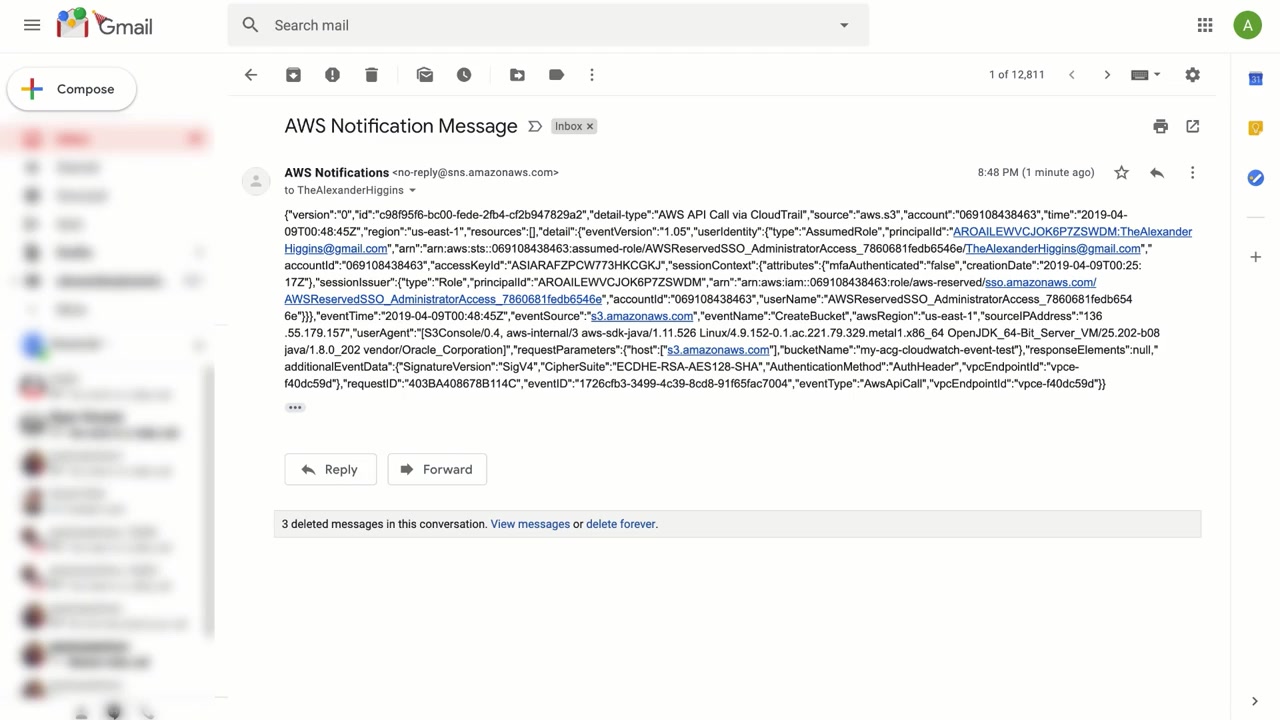 Gmail
Search mail
A
Compose
1 of 12,811
31
AWS Notification Message
Inbox ×
AWS Notifications <no-reply@sns.amazonaws.com>
8:48 PM (1 minute ago)
to TheAlexanderHiggins
{"version":"0","id":"c98f95f6-bc00-fede-2fb4-cf2b947829a2","detail-type":"AWS API Call via CloudTrail","source":"aws.s3","account":"069108438463","time":"2019-04-
09T00:48:45Z","region":"us-east-1","resources":[],"detail":{"eventVersion":"1.05","userIdentity":{"type":"AssumedRole","principalId":"AROAILEWVCJOK6P7ZSWDM:TheAlexander
Higgins@gmail.com","arn":"arn:aws:sts::069108438463:assumed-role/AWSReservedSSO_AdministratorAccess_7860681fedb6546e/TheAlexanderHiggins@gmail.com","
accountId":"069108438463","accessKeyId":"ASIARAFZPCW773HKCGKJ","sessionContext":{"attributes":{"mfaAuthenticated":"false","creationDate":"2019-04-09T00:25:
17Z"},"sessionIssuer":{"type":"Role","principalId":"AROAILEWVCJOK6P7ZSWDM","arn":"arn:aws:iam::069108438463:role/aws-reserved/sso.amazonaws.com/
AWSReservedSSO_AdministratorAccess_7860681fedb6546e","accountId":"069108438463","userName":"AWSReservedSSO_AdministratorAccess_7860681fedb654
6e"}}},"eventTime":"2019-04-09T00:48:45Z","eventSource":"s3.amazonaws.com","eventName":"CreateBucket","awsRegion":"us-east-1","sourceIPAddress":"136
.55.179.157","userAgent":"[S3Console/0.4, aws-internal/3 aws-sdk-java/1.11.526 Linux/4.9.152-0.1.ac.221.79.329.metal1.x86_64 OpenJDK_64-Bit_Server_VM/25.202-b08
java/1.8.0_202 vendor/Oracle_Corporation]","requestParameters":{"host":["s3.amazonaws.com"],"bucketName":"my-acg-cloudwatch-event-test"},"responseElements":null,"
additionalEventData":{"SignatureVersion":"SigV4","CipherSuite":"ECDHE-RSA-AES128-SHA","AuthenticationMethod":"AuthHeader","vpcEndpointId":"vpce-
f40dc59d"},"requestID":"403BA408678B114C","eventID":"1726cfb3-3499-4c39-8cd8-91f65fac7004","eventType":"AwsApiCall","vpcEndpointId":"vpce-f40dc59d"}}
Reply
Forward
3 deleted messages in this conversation. View messages or delete forever.